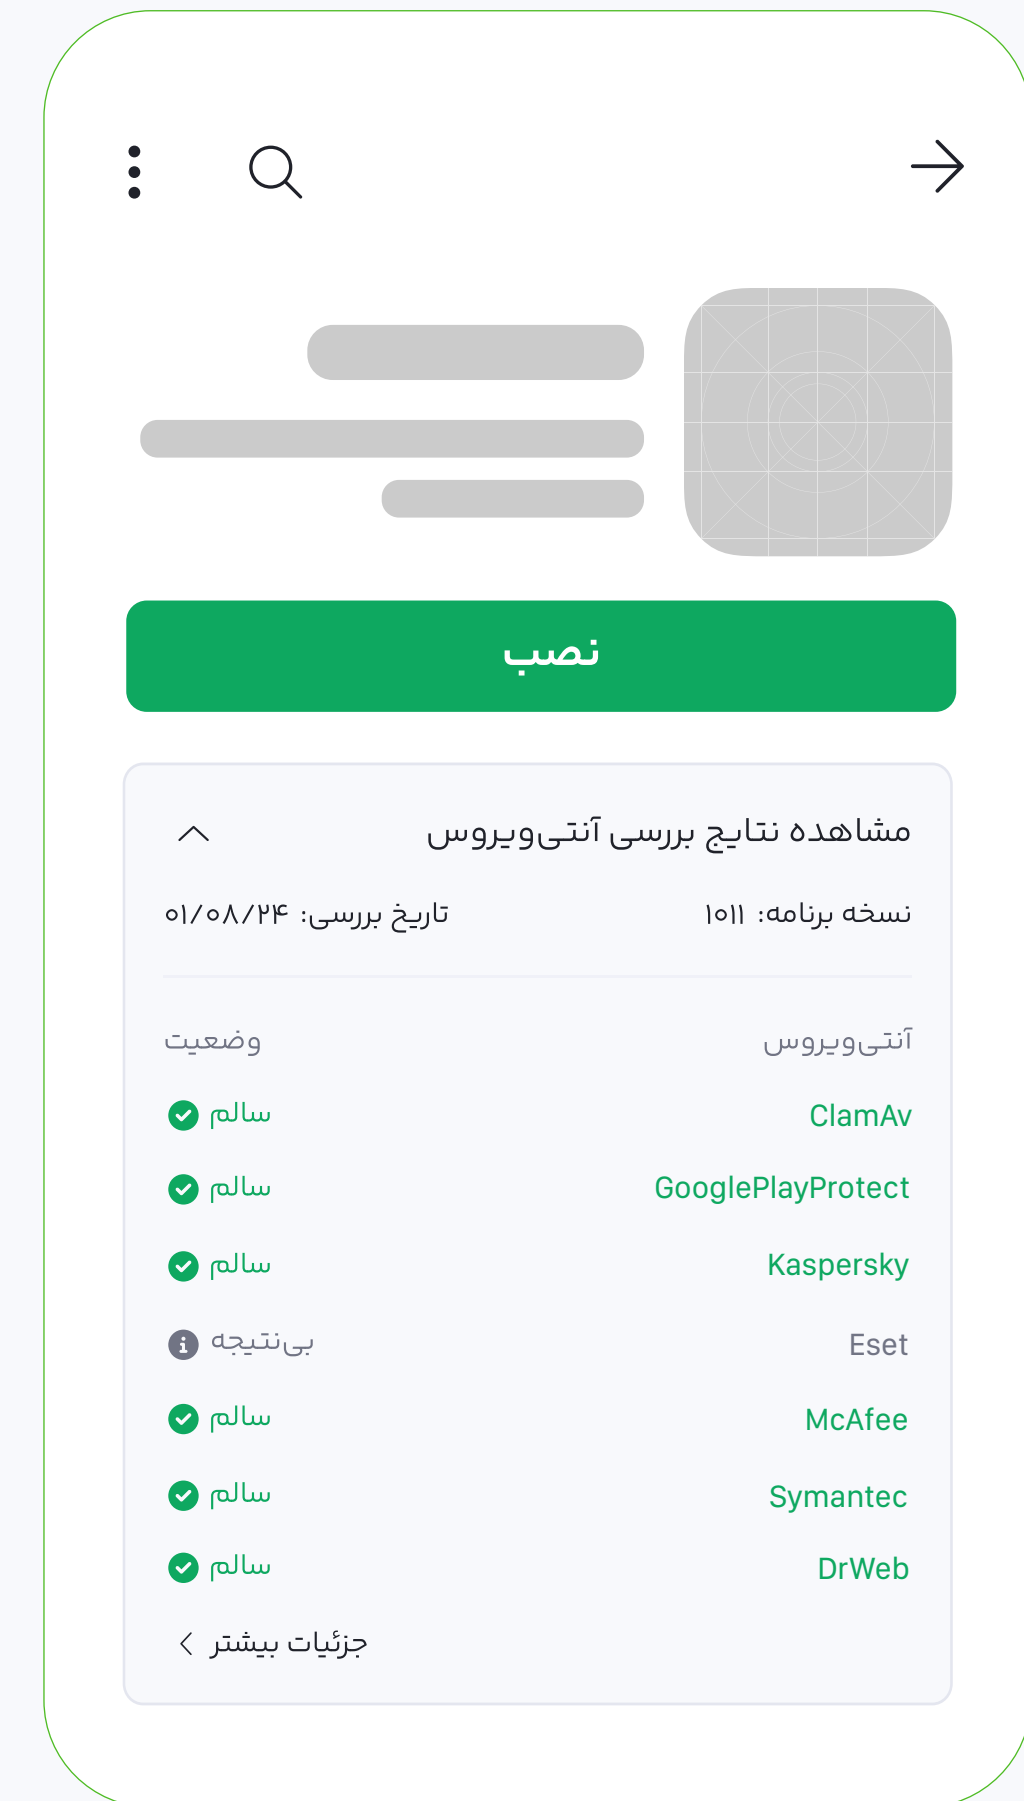 نصب
مشاهده نتایج بررسی آنتی‌ویروس
نسخه برنامه: ۱۰۱۱ تاریخ بررسی: ۰۱/۰۸/۲۴
آنتی‌ویروس وضعیت
ClamAv سالم
GooglePlayProtect سالم
Kaspersky سالم
Eset بی‌نتیجه
McAfee سالم
Symantec سالم
DrWeb سالم
جزئیات بیشتر